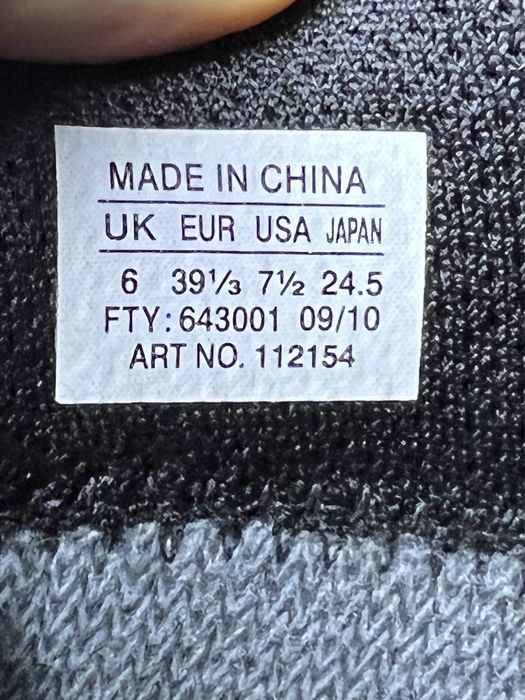 MADE IN CHINA
UK EUR USA JAPAN
6 39⅓ 7½ 24.5
FTY: 643001 09/10
ART NO. 112154